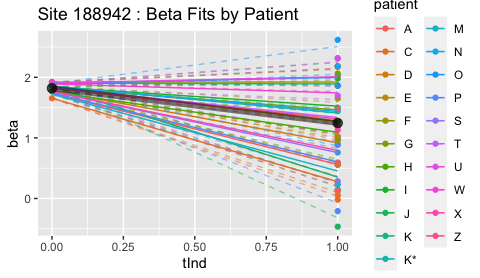 Site 188942 : Beta Fits by Patient
patient
A
C
D
E
F
G
H
I
J
K
K*
M
N
O
P
S
T
U
W
X
Z
beta
2
1
0
0.00
0.25
0.50
0.75
1.00
tInd